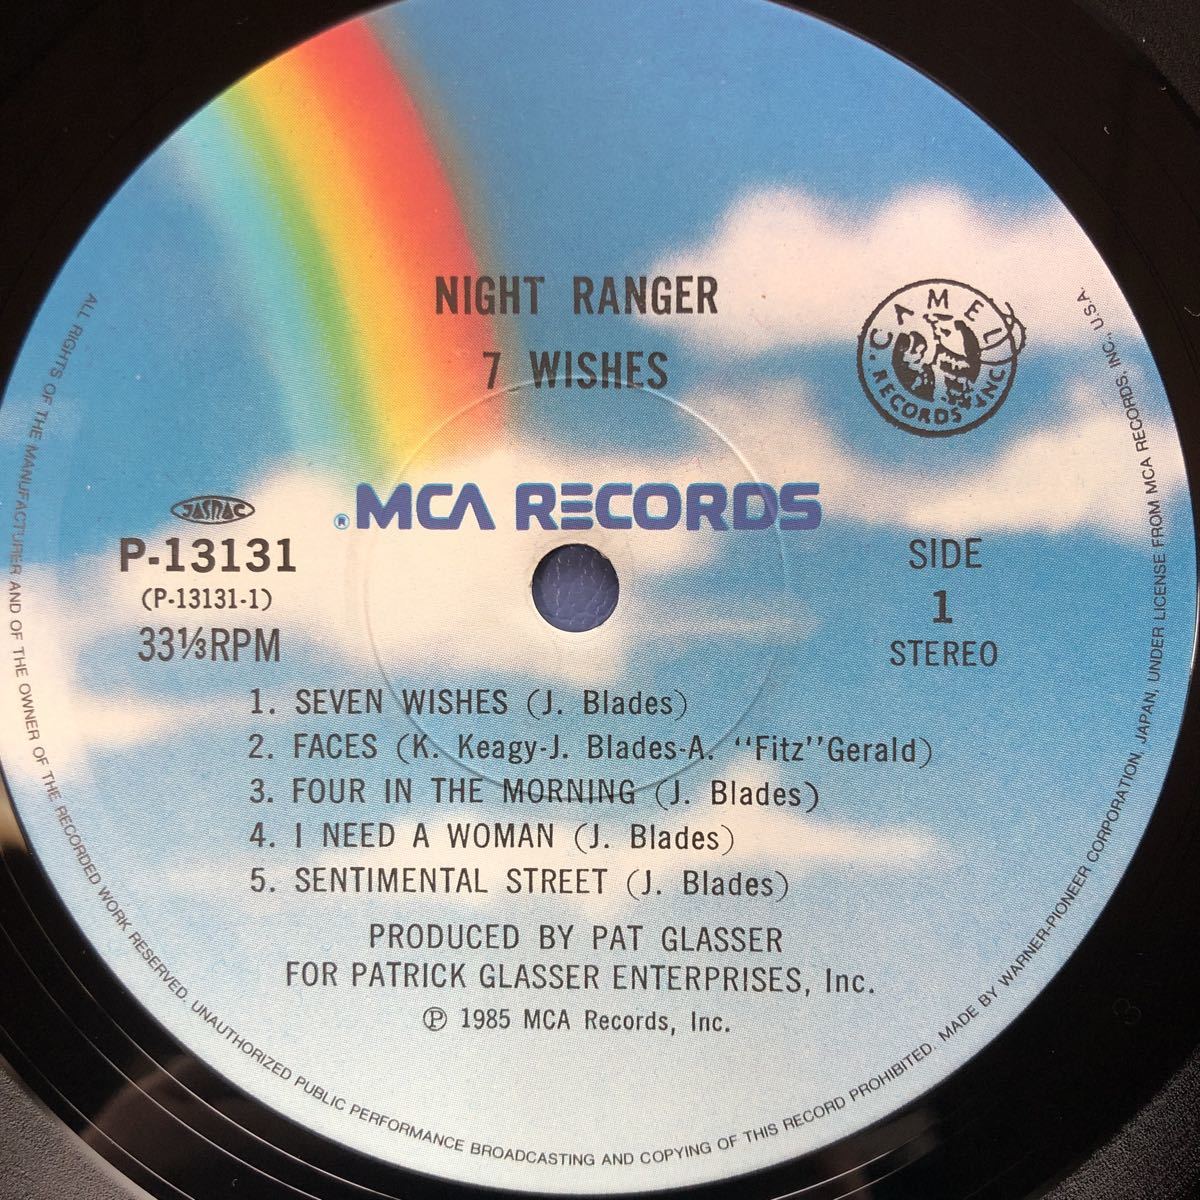 NIGHT RANGER
7 WISHES
CAMEL RECORDS INC.
® MCA RECORDS
JASRAC
P-13131
(P-13131-1)
33⅓RPM
SIDE
1
STEREO
1. SEVEN WISHES (J. Blades)
2. FACES (K. Keagy-J. Blades-A. “Fitz”Gerald)
3. FOUR IN THE MORNING (J. Blades)
4. I NEED A WOMAN (J. Blades)
5. SENTIMENTAL STREET (J. Blades)
PRODUCED BY PAT GLASSER
FOR PATRICK GLASSER ENTERPRISES, Inc.
Ⓟ 1985 MCA Records, Inc.
ALL RIGHTS OF THE MANUFACTURER AND OF THE OWNER OF THE RECORDED WORK RESERVED. UNAUTHORIZED PUBLIC PERFORMANCE BROADCASTING AND COPYING OF THIS RECORD PROHIBITED. MADE BY WARNER-PIONEER CORPORATION, JAPAN, UNDER LICENSE FROM MCA RECORDS, INC., U.S.A.